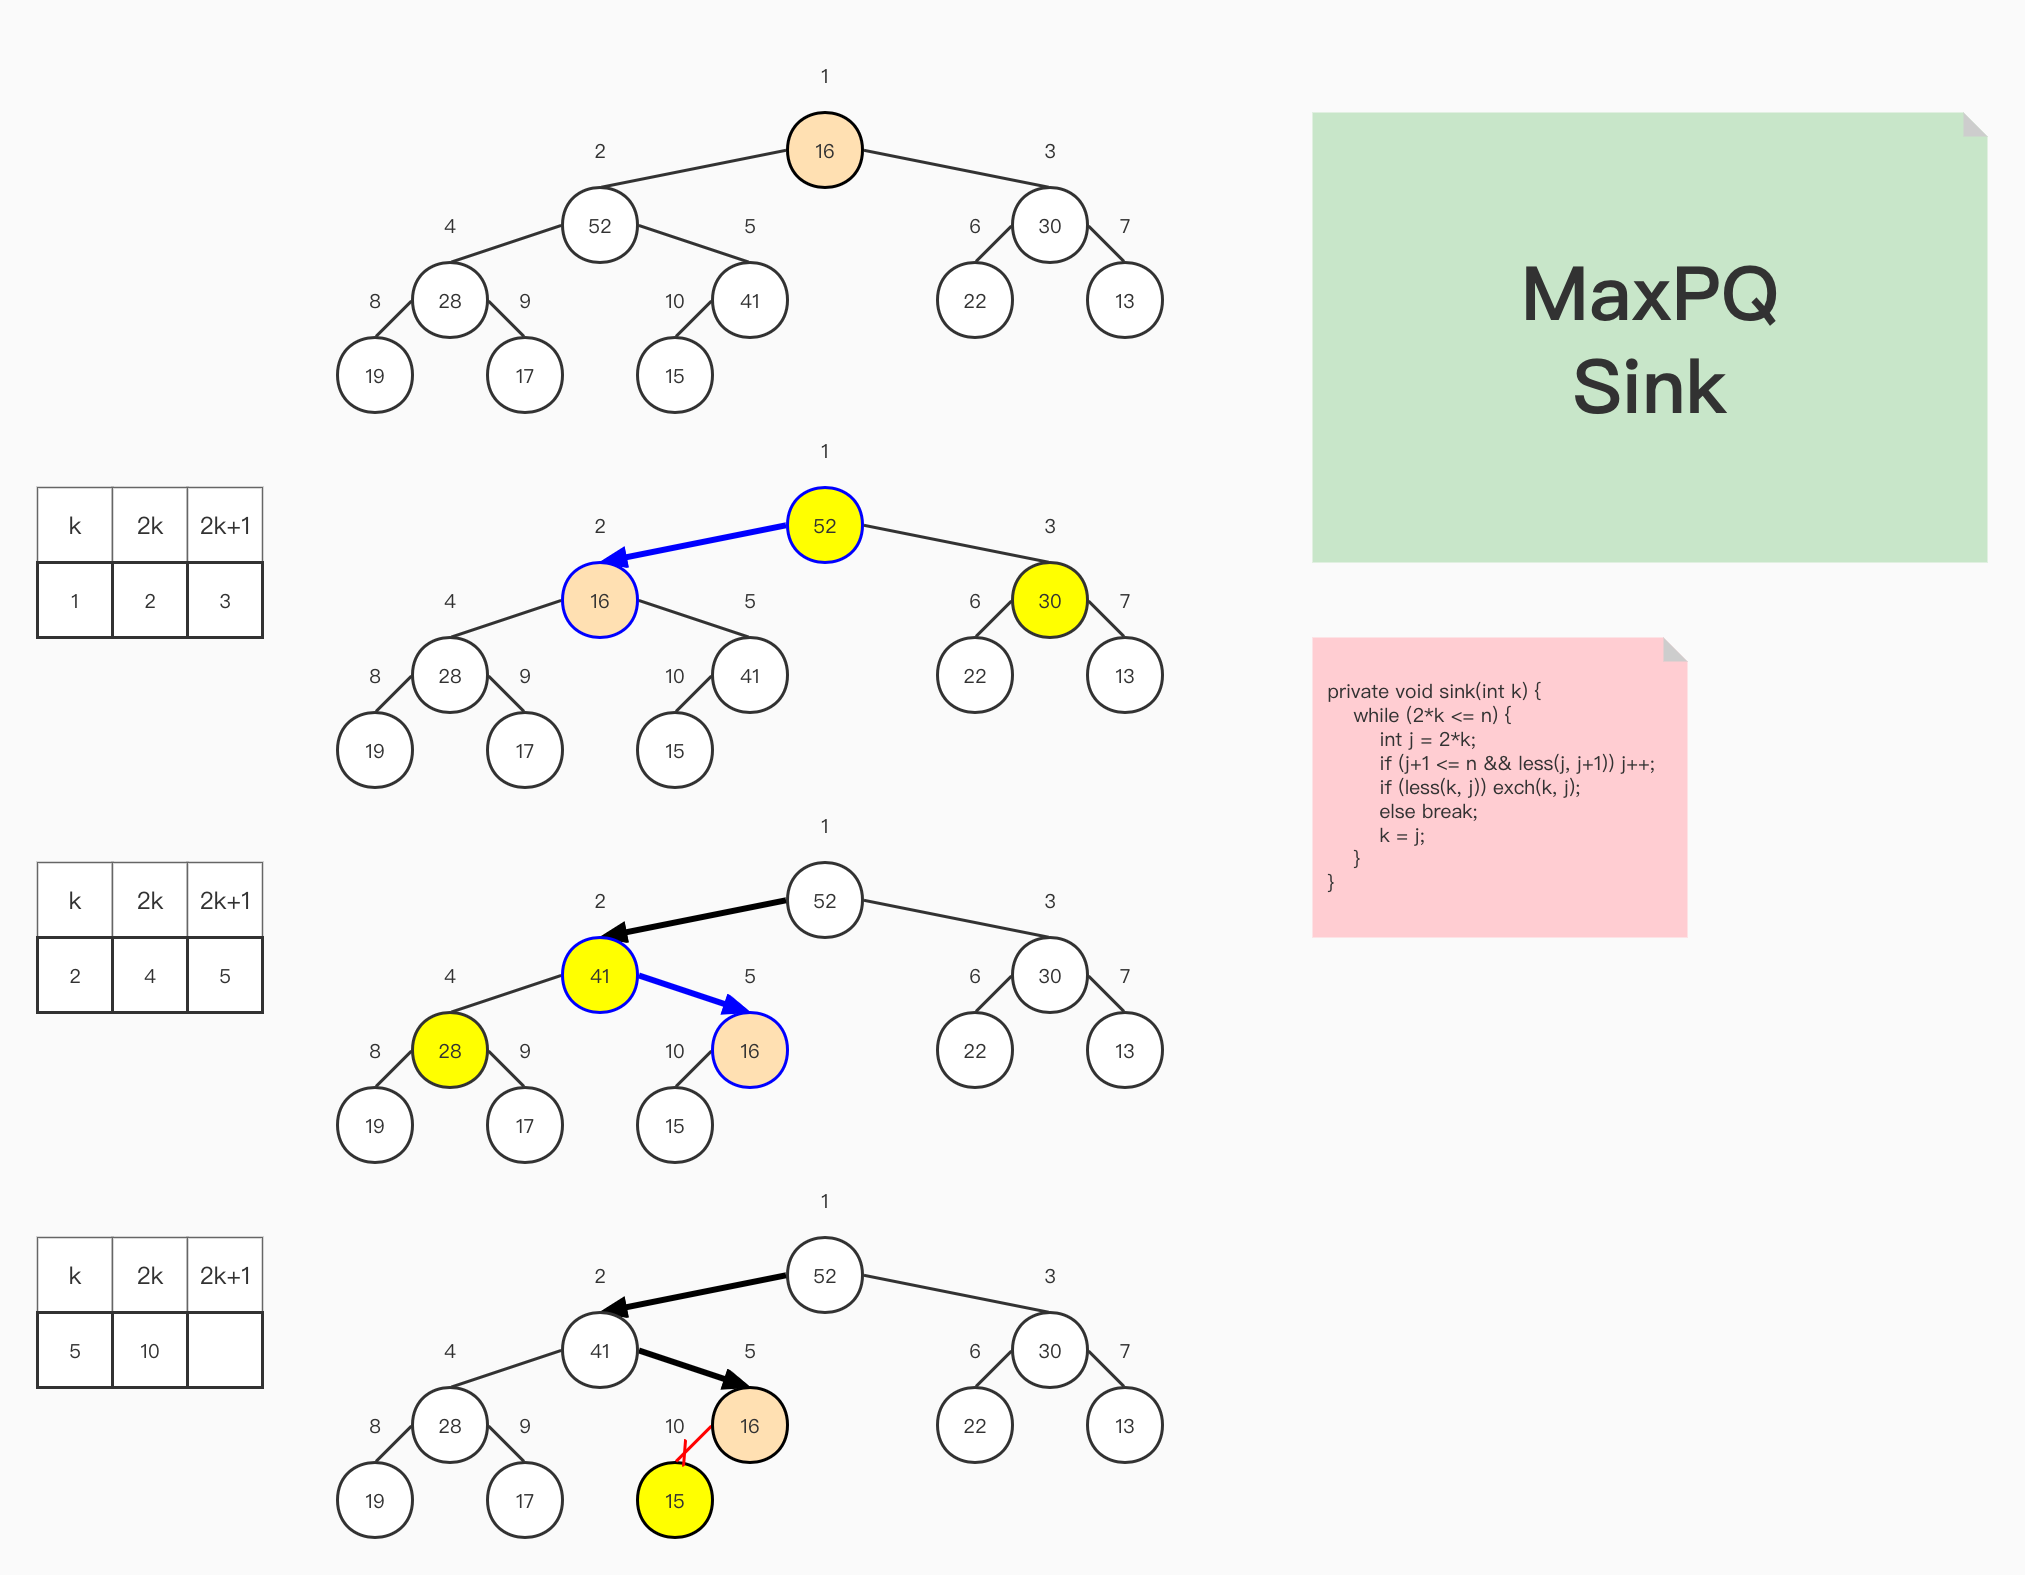 1
2 16 3
4 52 5 6 30 7
8 28 9 10 41 22 13
19 17 15
MaxPQ
Sink
1
k 2k 2k+1
1 2 3
2 52 3
4 16 5 6 30 7
8 28 9 10 41 22 13
19 17 15
private void sink(int k) {
while (2*k <= n) {
int j = 2*k;
if (j+1 <= n && less(j, j+1)) j++;
if (less(k, j)) exch(k, j);
else break;
k = j;
}
}
1
k 2k 2k+1
2 4 5
2 52 3
4 41 5 6 30 7
8 28 9 10 16 22 13
19 17 15
1
k 2k 2k+1
5 10
2 52 3
4 41 5 6 30 7
8 28 9 10 16 22 13
19 17 15